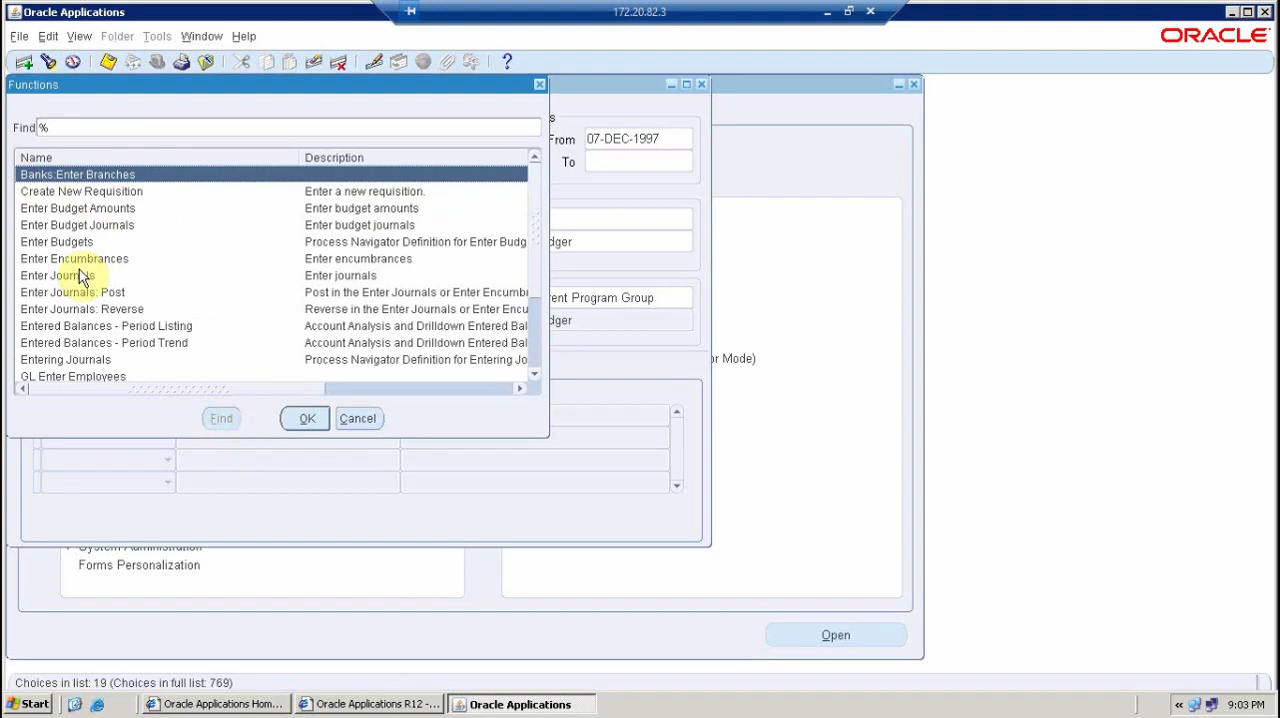 Oracle Applications
172.20.82.3
File Edit View Folder Tools Window Help
ORACLE
Functions
Find %
Name Description
Banks:Enter Branches
Create New Requisition Enter a new requisition.
Enter Budget Amounts Enter budget amounts
Enter Budget Journals Enter budget journals
Enter Budgets Process Navigator Definition for Enter Budg
Enter Encumbrances Enter encumbrances
Enter Journals Enter journals
Enter Journals: Post Post in the Enter Journals or Enter Encumb
Enter Journals: Reverse Reverse in the Enter Journals or Enter Encu
Entered Balances - Period Listing Account Analysis and Drilldown Entered Bal
Entered Balances - Period Trend Account Analysis and Drilldown Entered Bal
Entering Journals Process Navigator Definition for Entering Jo
GL Enter Employees
Find OK Cancel
s
From 07-DEC-1997
To
dger
ent Program Group
dger
or Mode)
System Administration
Forms Personalization
Open
Choices in list: 19 (Choices in full list: 769)
Start Oracle Applications Hom... Oracle Applications R12 -... Oracle Applications « 9:03 PM